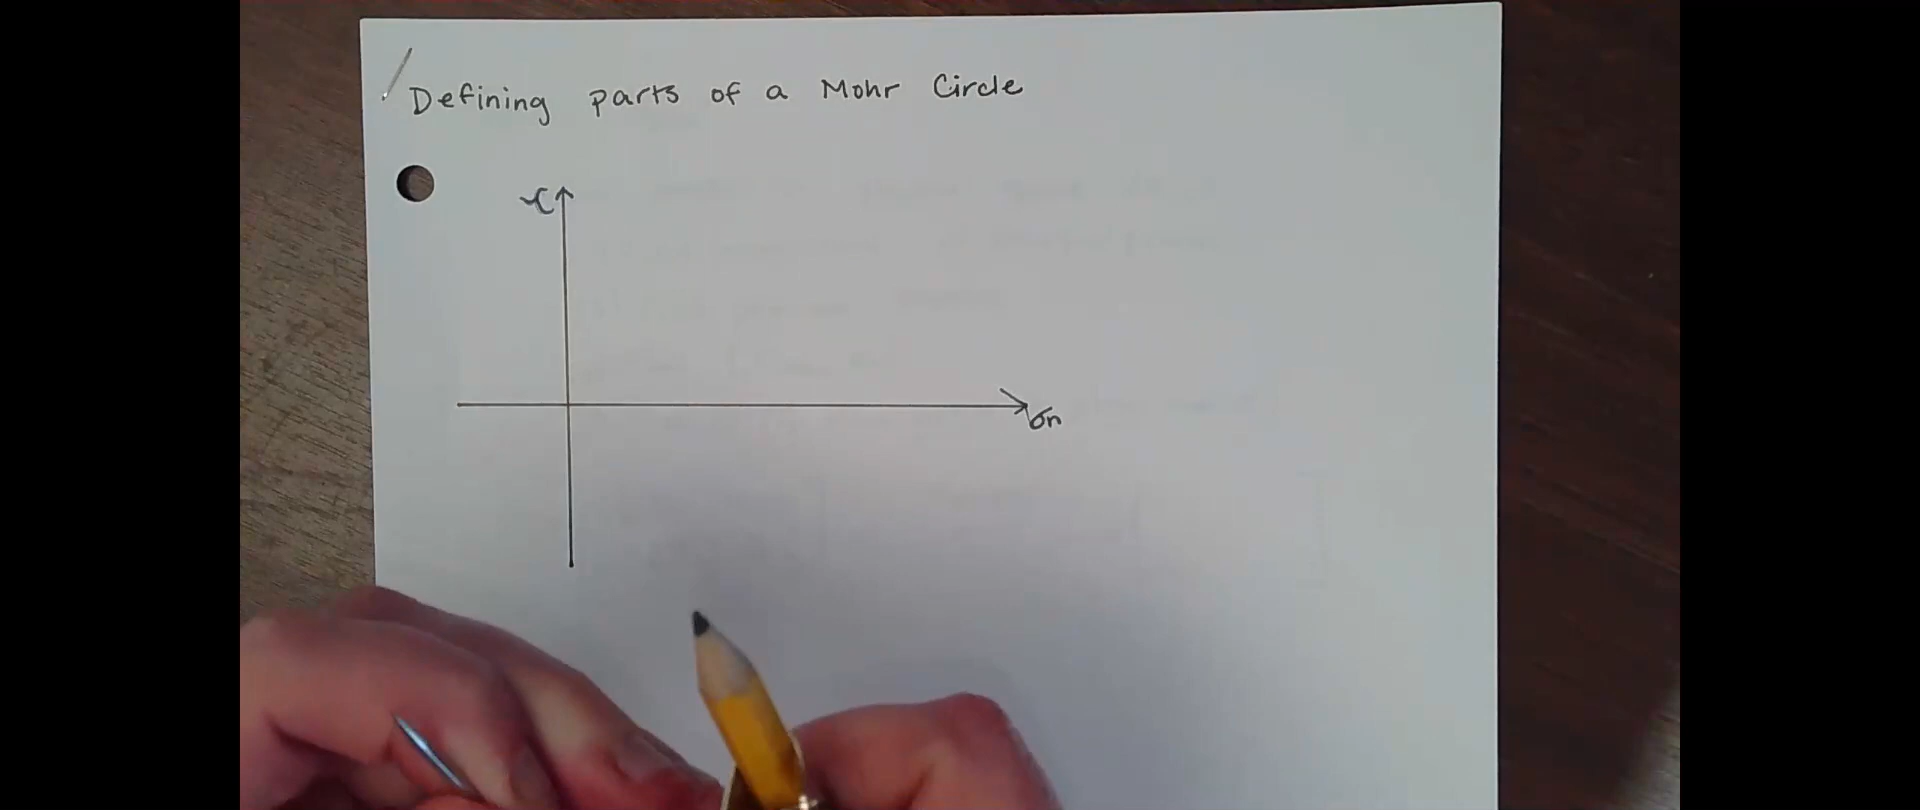 Defining parts of a Mohr Circle
τ
σn